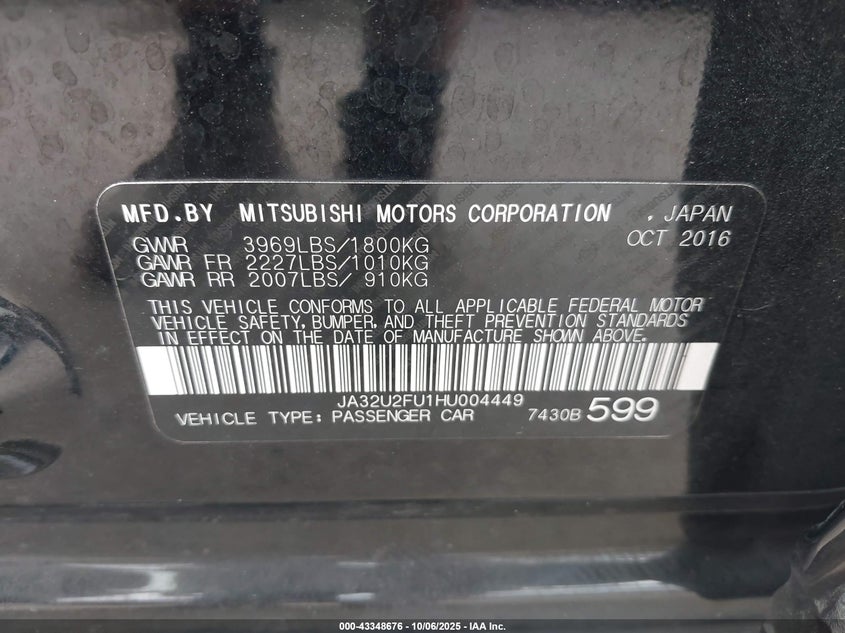 MFD.BY MITSUBISHI MOTORS CORPORATION , JAPAN
OCT 2016
GVWR 3969LBS/1800KG
GAWR FR 2227LBS/1010KG
GAWR RR 2007LBS/ 910KG
THIS VEHICLE CONFORMS TO ALL APPLICABLE FEDERAL MOTOR
VEHICLE SAFETY, BUMPER, AND THEFT PREVENTION STANDARDS
IN EFFECT ON THE DATE OF MANUFACTURE SHOWN ABOVE.
JA32U2FU1HU004449
VEHICLE TYPE: PASSENGER CAR 7430B 599
000-43348676 - 10/06/2025 - IAA Inc.